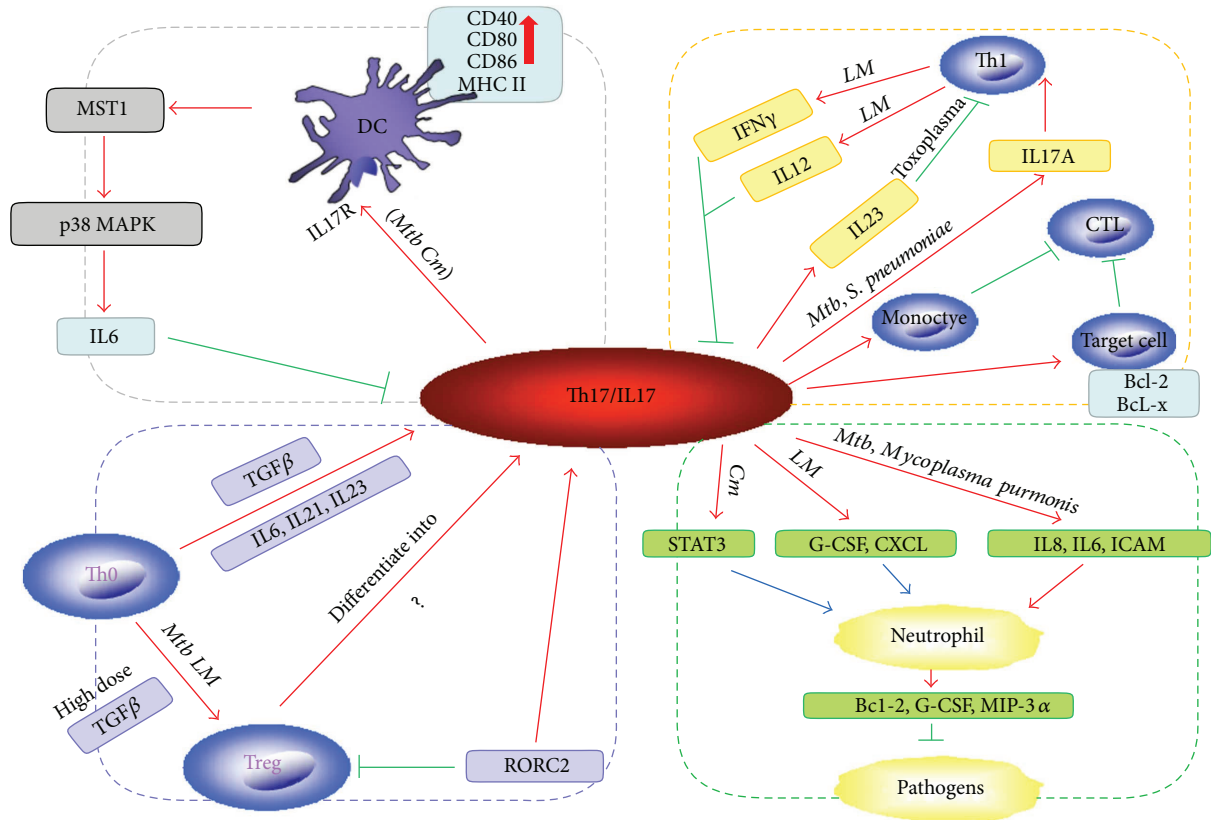 CD40
CD80
CD86
MHC II
MST1
DC
p38 MAPK
IL17R
(Mtb Cm)
IL6
Th1
LM
IFNγ
LM
IL12
Toxoplasma
IL23
IL17A
Mtb, S. pneumoniae
CTL
Monoctye
Target cell
Bcl-2
BcL-x
Th17/IL17
TGFβ
IL6, IL21, IL23
Th0
Differentiate into
?
Mtb LM
High dose
TGFβ
Treg
RORC2
Cm
LM
Mtb, Mycoplasma purmonis
STAT3
G-CSF, CXCL
IL8, IL6, ICAM
Neutrophil
Bc1-2, G-CSF, MIP-3 α
Pathogens